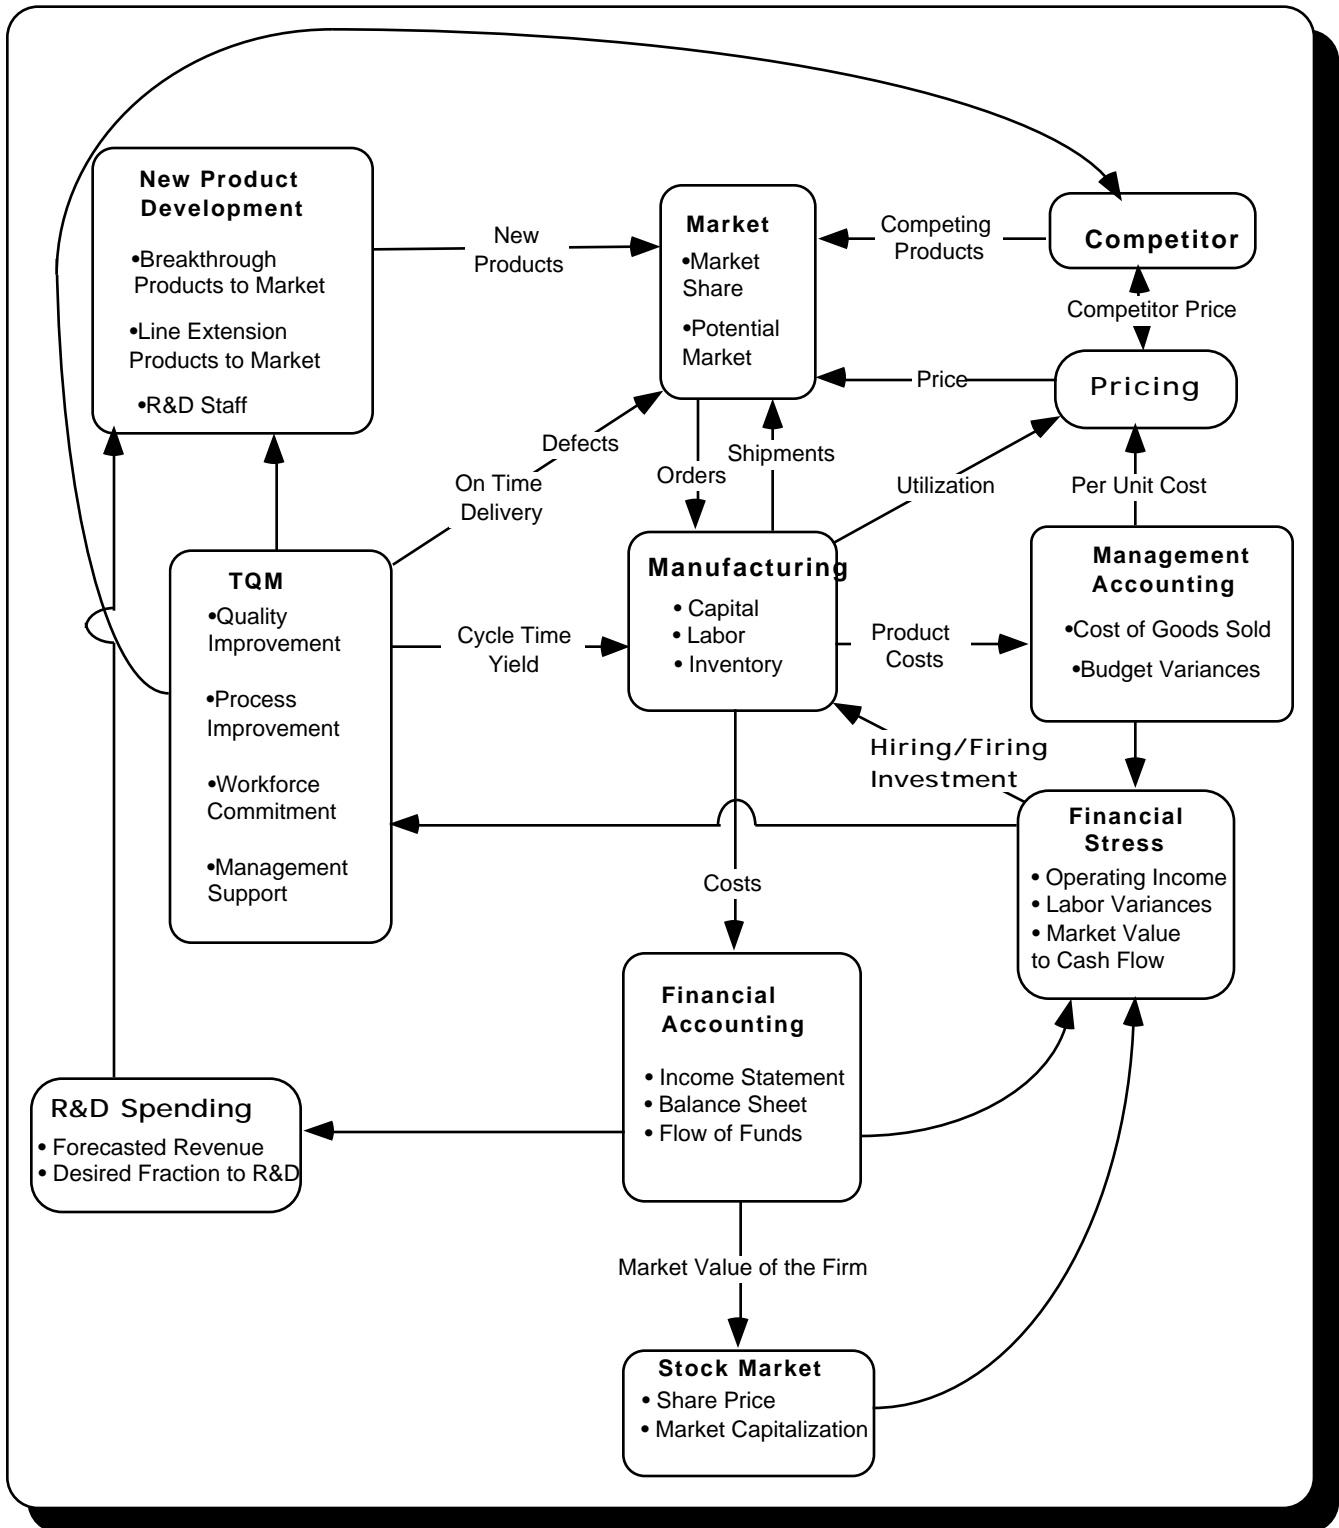 New Product
Development
•Breakthrough
Products to Market
•Line Extension
Products to Market
•R&D Staff
New
Products
Market
•Market
Share
•Potential
Market
Competing
Products
Competitor
Competitor Price
Pricing
Price
Defects
On Time
Delivery
Orders
Shipments
Utilization
Per Unit Cost
TQM
•Quality
Improvement
•Process
Improvement
•Workforce
Commitment
•Management
Support
Cycle Time
Yield
Manufacturing
• Capital
• Labor
• Inventory
Product
Costs
Management
Accounting
•Cost of Goods Sold
•Budget Variances
Hiring/Firing
Investment
Financial
Stress
• Operating Income
• Labor Variances
• Market Value
to Cash Flow
Costs
Financial
Accounting
• Income Statement
• Balance Sheet
• Flow of Funds
R&D Spending
• Forecasted Revenue
• Desired Fraction to R&D
Market Value of the Firm
Stock Market
• Share Price
• Market Capitalization